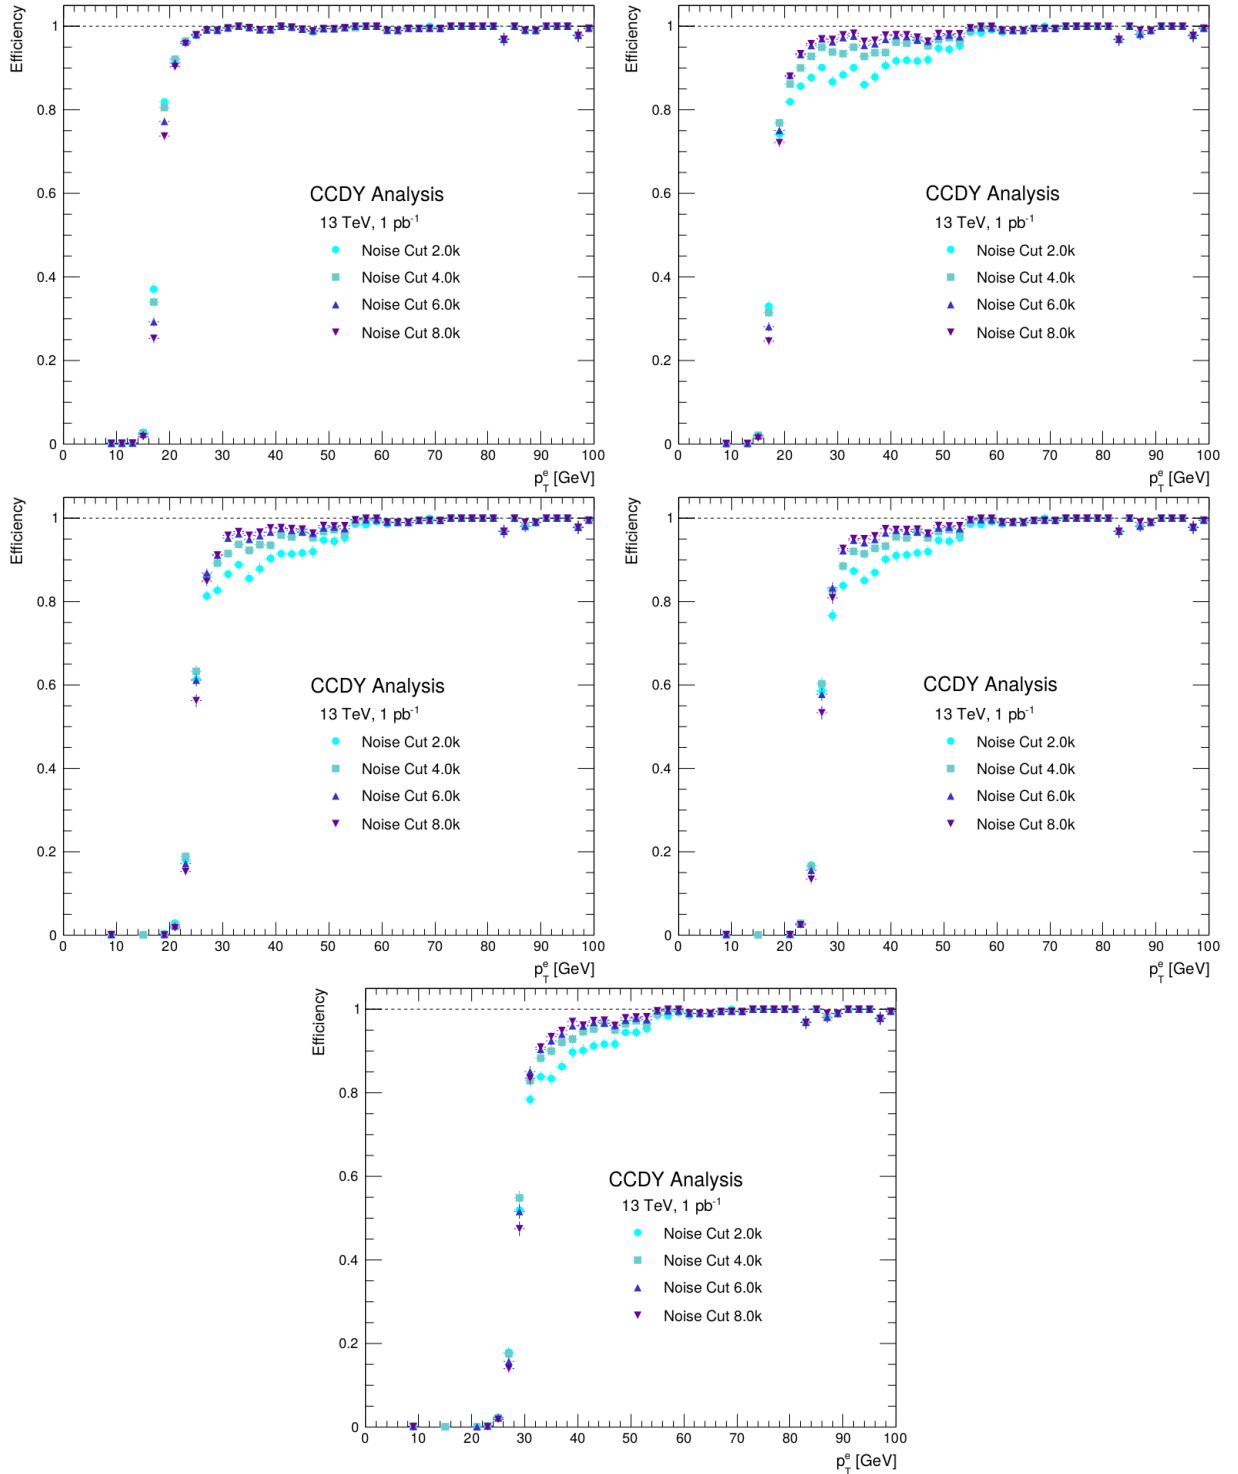 Efficiency
1
0.8
0.6
0.4
0.2
0
CCDY Analysis
13 TeV, 1 pb⁻¹
Noise Cut 2.0k
Noise Cut 4.0k
Noise Cut 6.0k
Noise Cut 8.0k
0 10 20 30 40 50 60 70 80 90 100
p_T^e [GeV]
Efficiency
1
0.8
0.6
0.4
0.2
0
CCDY Analysis
13 TeV, 1 pb⁻¹
Noise Cut 2.0k
Noise Cut 4.0k
Noise Cut 6.0k
Noise Cut 8.0k
0 10 20 30 40 50 60 70 80 90 100
p_T^e [GeV]
Efficiency
1
0.8
0.6
0.4
0.2
0
CCDY Analysis
13 TeV, 1 pb⁻¹
Noise Cut 2.0k
Noise Cut 4.0k
Noise Cut 6.0k
Noise Cut 8.0k
0 10 20 30 40 50 60 70 80 90 100
p_T^e [GeV]
Efficiency
1
0.8
0.6
0.4
0.2
0
CCDY Analysis
13 TeV, 1 pb⁻¹
Noise Cut 2.0k
Noise Cut 4.0k
Noise Cut 6.0k
Noise Cut 8.0k
0 10 20 30 40 50 60 70 80 90 100
p_T^e [GeV]
Efficiency
1
0.8
0.6
0.4
0.2
0
CCDY Analysis
13 TeV, 1 pb⁻¹
Noise Cut 2.0k
Noise Cut 4.0k
Noise Cut 6.0k
Noise Cut 8.0k
0 10 20 30 40 50 60 70 80 90 100
p_T^e [GeV]